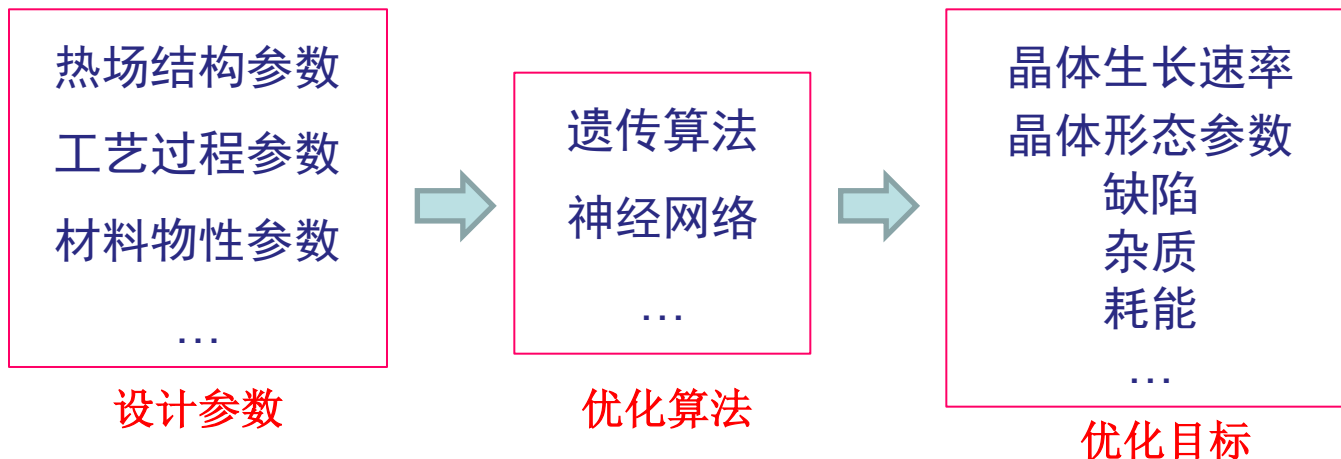 热场结构参数
工艺过程参数
材料物性参数
…
设计参数
遗传算法
神经网络
…
优化算法
晶体生长速率
晶体形态参数
缺陷
杂质
耗能
…
优化目标